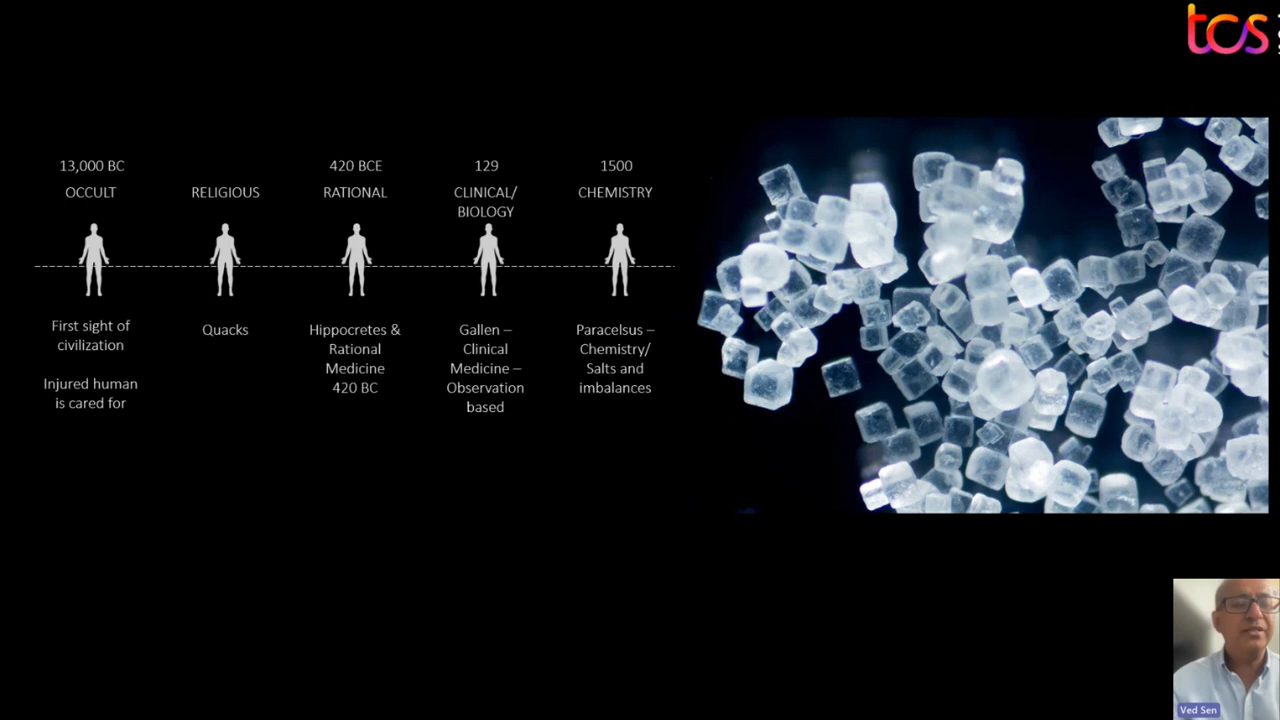 tcs
13,000 BC
OCCULT
First sight of
civilization
Injured human
is cared for
RELIGIOUS
Quacks
420 BCE
RATIONAL
Hippocretes &
Rational
Medicine
420 BC
129
CLINICAL/
BIOLOGY
Gallen –
Clinical
Medicine –
Observation
based
1500
CHEMISTRY
Paracelsus –
Chemistry/
Salts and
imbalances
Ved Sen